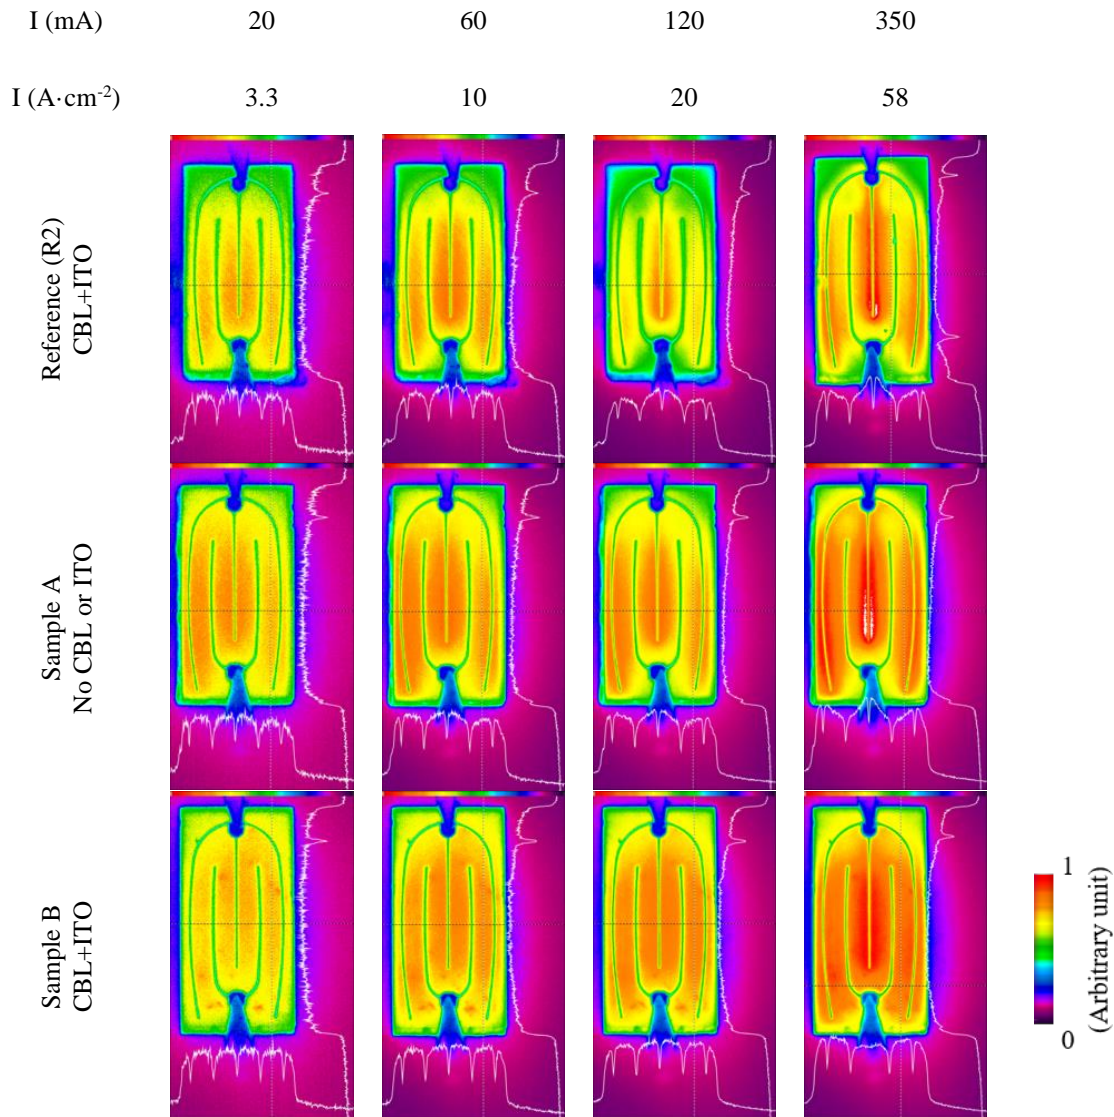 I (mA) 20 60 120 350
I (A·cm-2) 3.3 10 20 58
Reference (R2)
CBL+ITO
Sample A
No CBL or ITO
Sample B
CBL+ITO
1
0
(Arbitrary unit)